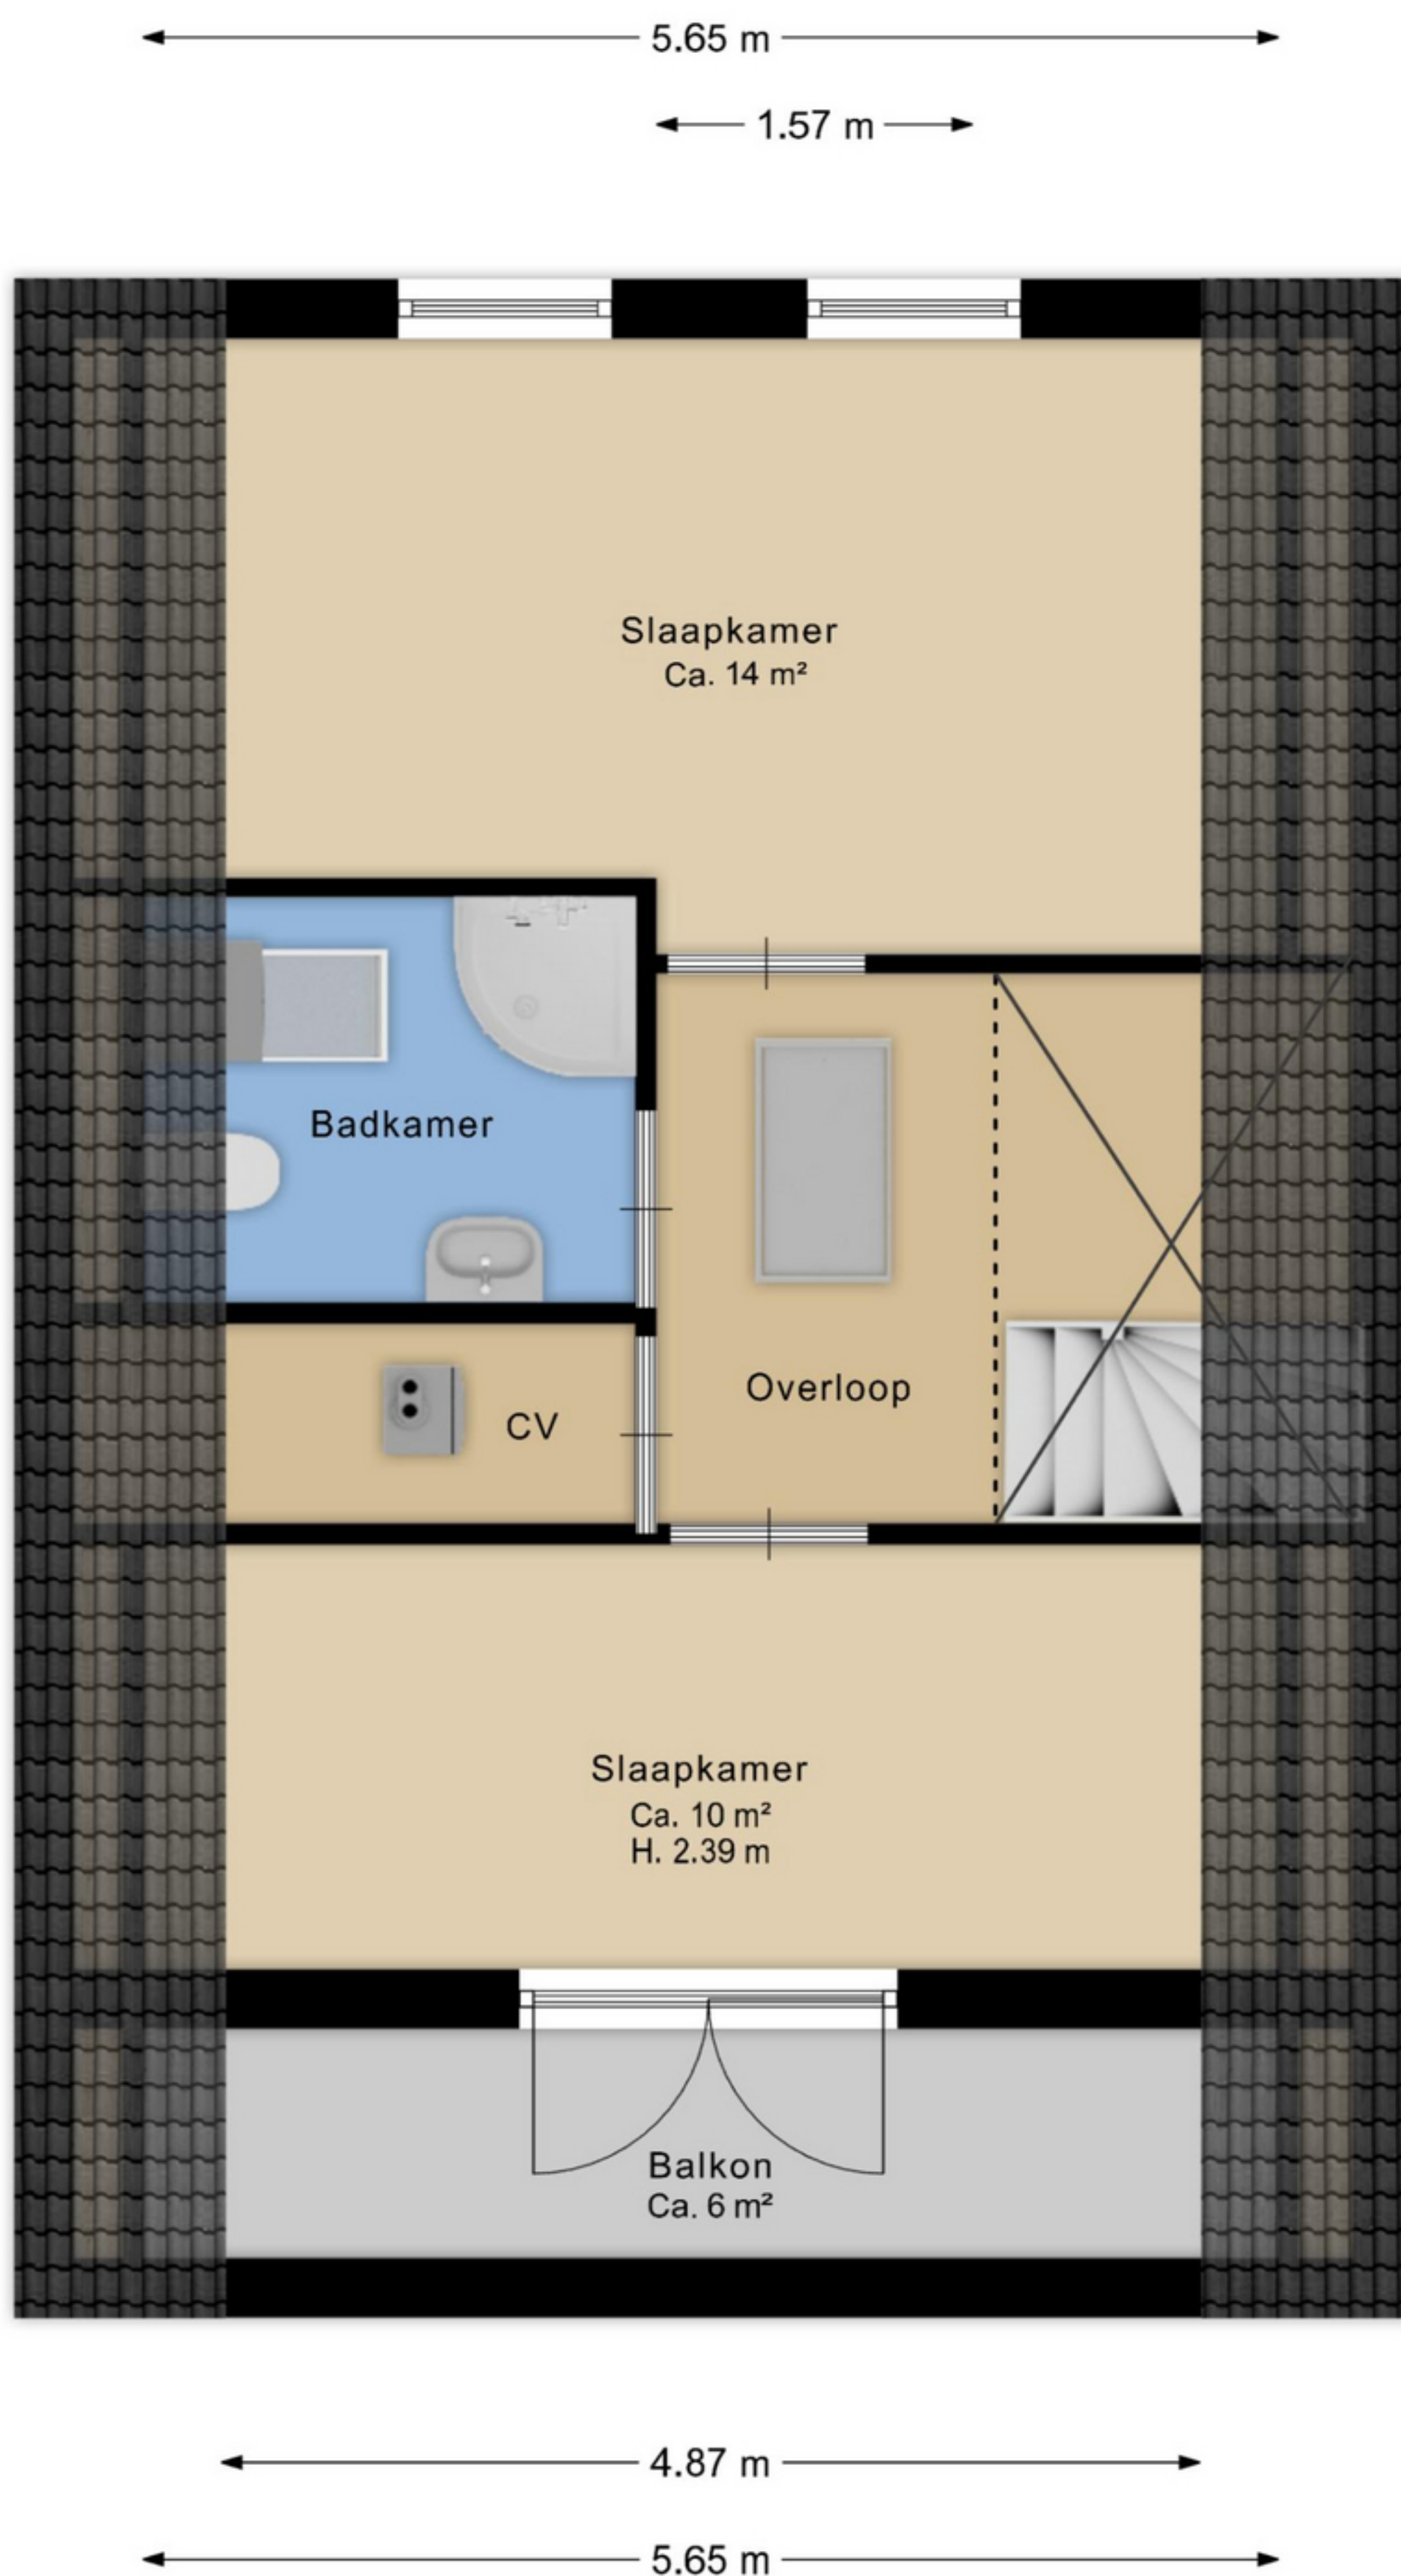 5.65 m
1.57 m
Slaapkamer
Ca. 14 m²
Badkamer
Overloop
CV
Slaapkamer
Ca. 10 m²
H. 2.39 m
Balkon
Ca. 6 m²
4.87 m
5.65 m